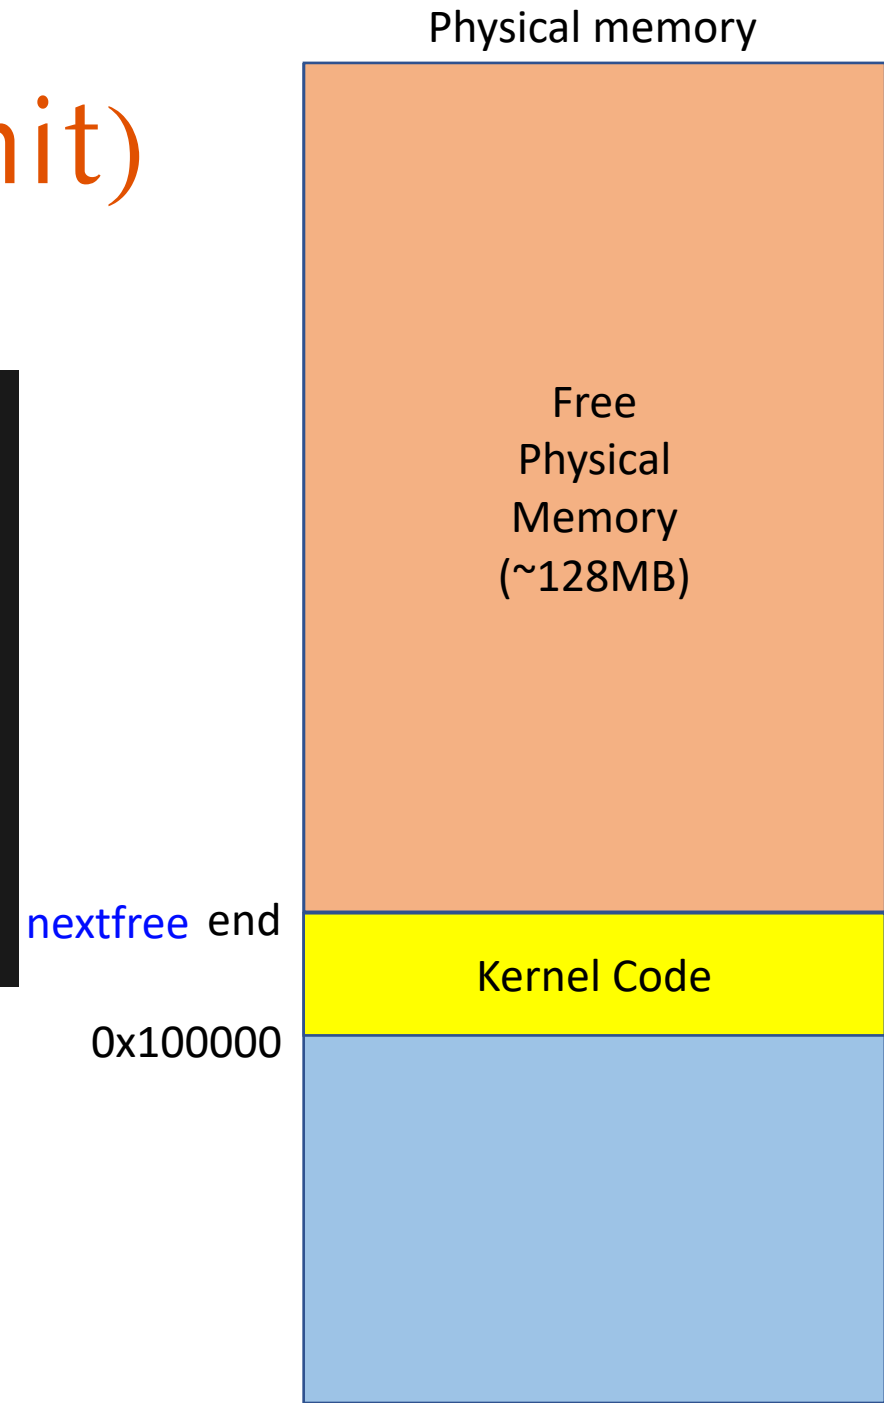 Physical memory
nit)
Free
Physical
Memory
(~128MB)
nextfree end
Kernel Code
0x100000